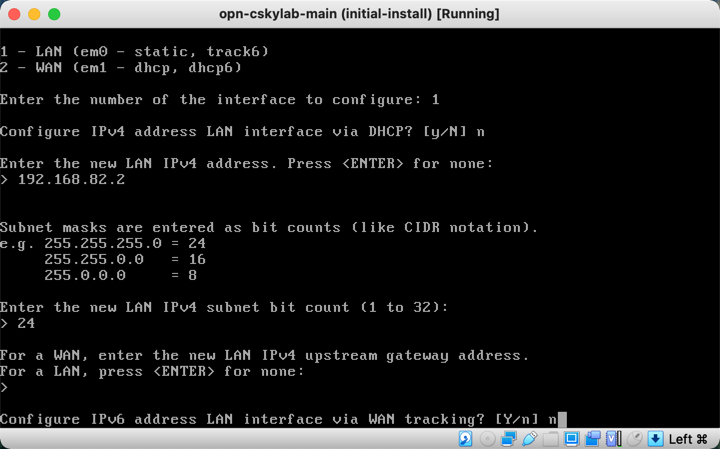 opn-cskylab-main (initial-install) [Running]
1 - LAN (em0 - static, track6)
2 - WAN (em1 - dhcp, dhcp6)
Enter the number of the interface to configure: 1
Configure IPv4 address LAN interface via DHCP? [y/N] n
Enter the new LAN IPv4 address. Press <ENTER> for none:
> 192.168.82.2
Subnet masks are entered as bit counts (like CIDR notation).
e.g. 255.255.255.0 = 24
     255.255.0.0   = 16
     255.0.0.0     = 8
Enter the new LAN IPv4 subnet bit count (1 to 32):
> 24
For a WAN, enter the new LAN IPv4 upstream gateway address.
For a LAN, press <ENTER> for none:
>
Configure IPv6 address LAN interface via WAN tracking? [Y/n] n
Left ⌘